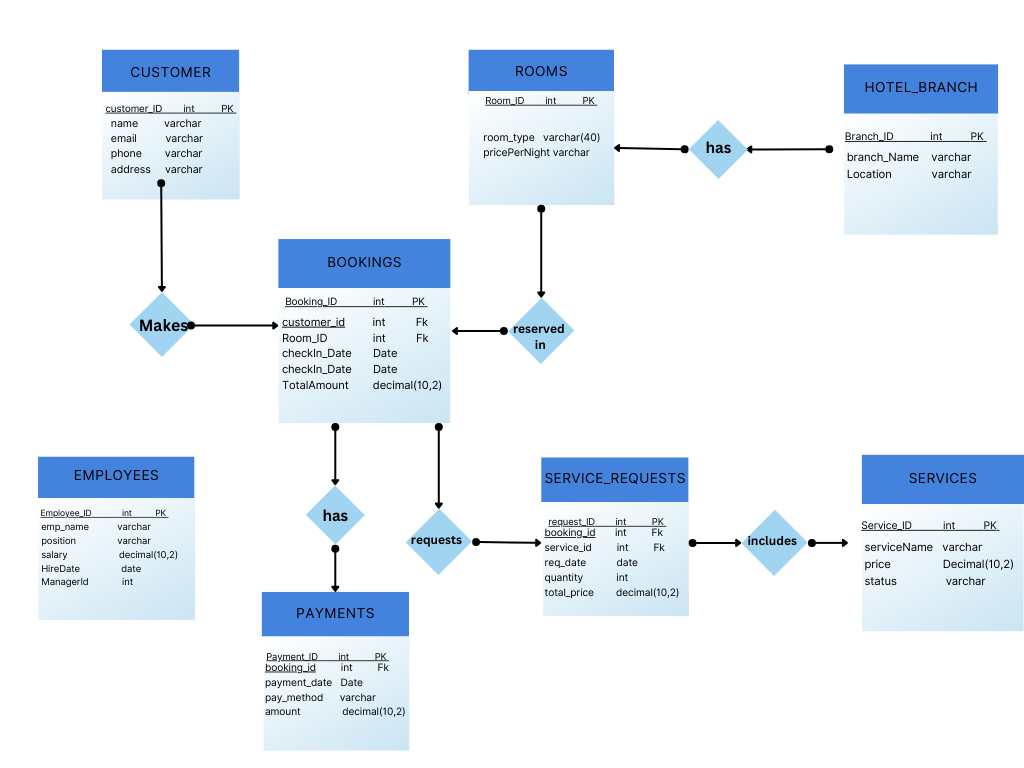 CUSTOMER
customer_ID int PK
name varchar
email varchar
phone varchar
address varchar
ROOMS
Room_ID int PK
room_type varchar(40)
pricePerNight varchar
has
HOTEL_BRANCH
Branch_ID int PK
branch_Name varchar
Location varchar
Makes
BOOKINGS
Booking_ID int PK
customer_id int Fk
Room_ID int Fk
checkIn_Date Date
checkIn_Date Date
TotalAmount decimal(10,2)
reserved
in
EMPLOYEES
Employee_ID int PK
emp_name varchar
position varchar
salary decimal(10,2)
HireDate date
ManagerId int
has
requests
SERVICE_REQUESTS
request_ID int PK
booking_id int Fk
service_id int Fk
req_date date
quantity int
total_price decimal(10,2)
includes
SERVICES
Service_ID int PK
serviceName varchar
price Decimal(10,2)
status varchar
PAYMENTS
Payment_ID int PK
booking_id int Fk
payment_date Date
pay_method varchar
amount decimal(10,2)